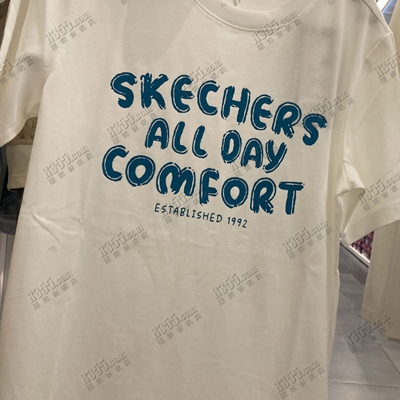 SKECHERS
ALL DAY
COMFORT
ESTABLISHED 1992